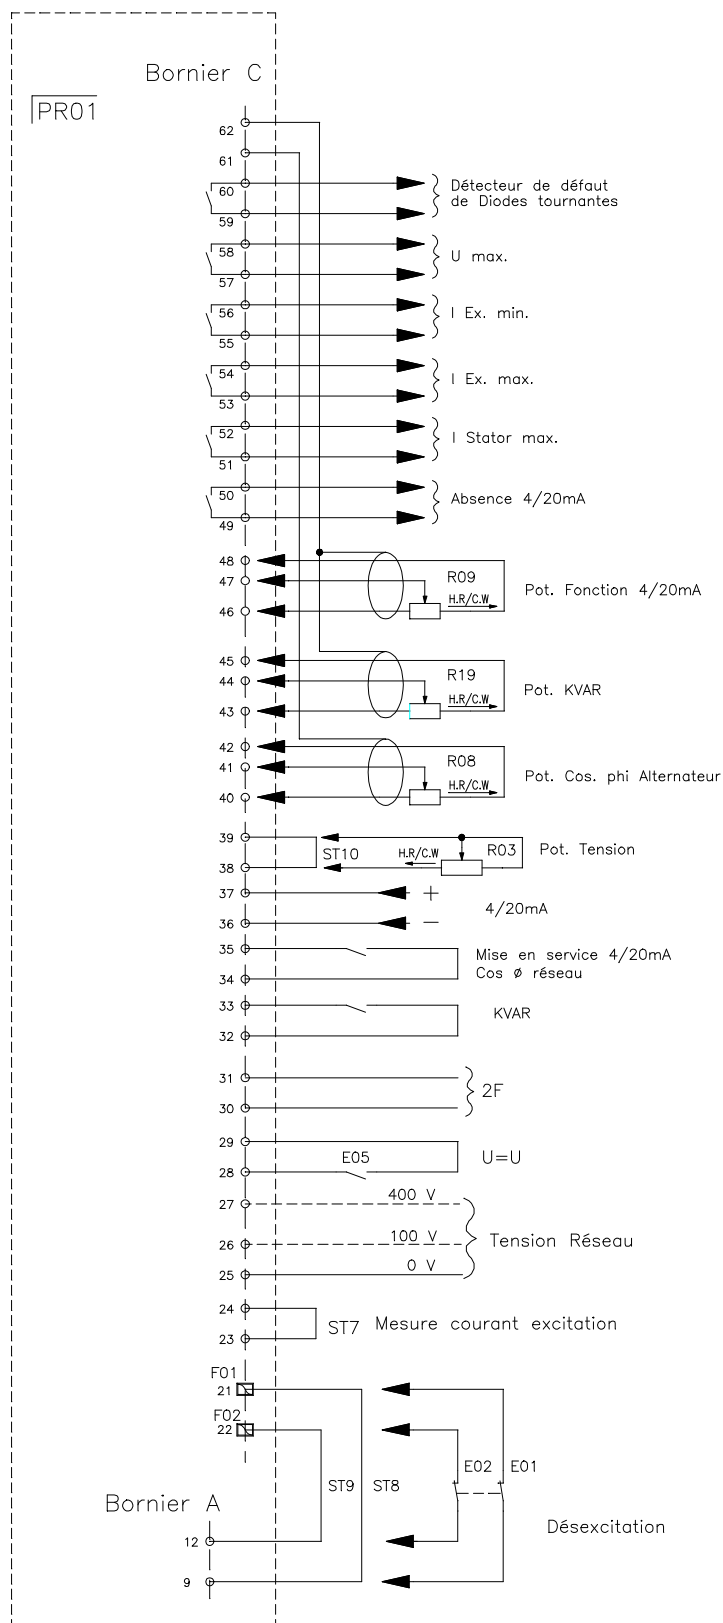 Bornier C
PR01
62
61
60
Détecteur de défaut
de Diodes tournantes
59
58
U max.
57
56
I Ex. min.
55
54
I Ex. max.
53
52
I Stator max.
51
50
Absence 4/20mA
49
48
47
R09
Pot. Fonction 4/20mA
H.R/C.W
46
45
44
R19
Pot. KVAR
H.R/C.W
43
42
41
R08
Pot. Cos. phi Alternateur
H.R/C.W
40
39
ST10
H.R/C.W
R03
Pot. Tension
38
37
+
4/20mA
36
−
35
Mise en service 4/20mA
Cos ø réseau
34
33
KVAR
32
31
2F
30
29
E05
U=U
28
400 V
27
100 V
Tension Réseau
26
0 V
25
24
ST7
Mesure courant excitation
23
F01
21
F02
22
E02
E01
ST9
ST8
Bornier A
Désexcitation
12
9